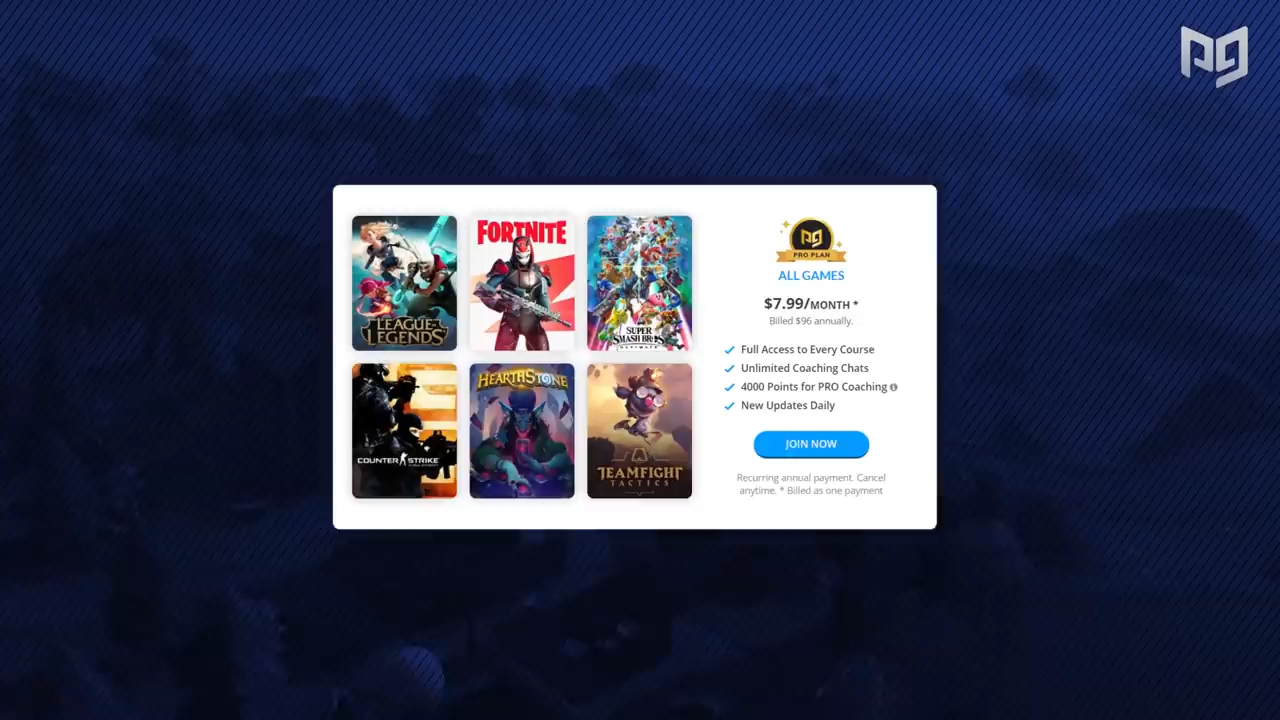 PG
LEAGUE OF
LEGENDS
FORTNITE
SUPER
SMASH BROS
ULTIMATE
COUNTER STRIKE
HEARTHSTONE
TEAMFIGHT
TACTICS
PG
PRO PLAN
ALL GAMES
$7.99/MONTH *
Billed $96 annually.
Full Access to Every Course
Unlimited Coaching Chats
4000 Points for PRO Coaching
New Updates Daily
JOIN NOW
Recurring annual payment. Cancel
anytime. * Billed as one payment